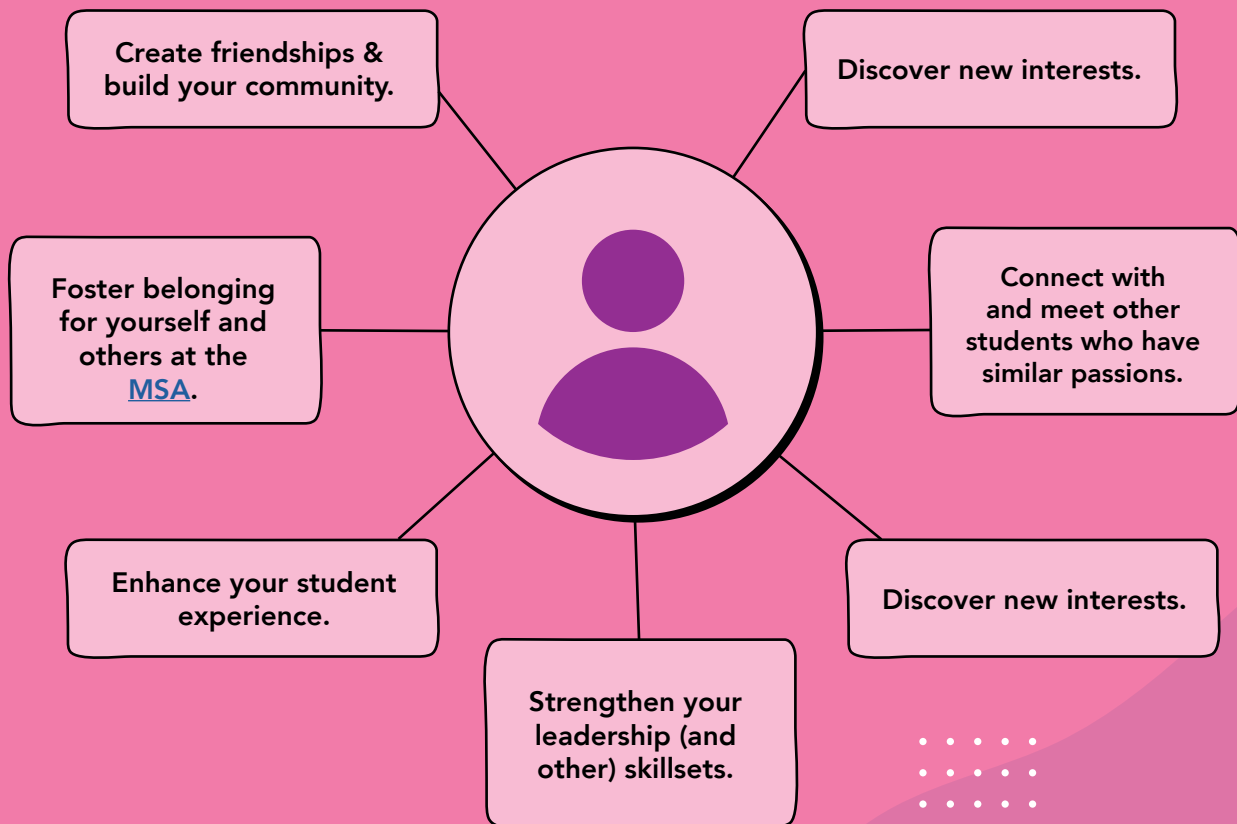 Create friendships &
build your community.
Discover new interests.
Foster belonging
for yourself and
others at the
MSA.
Connect with
and meet other
students who have
similar passions.
Enhance your student
experience.
Discover new interests.
Strengthen your
leadership (and
other) skillsets.